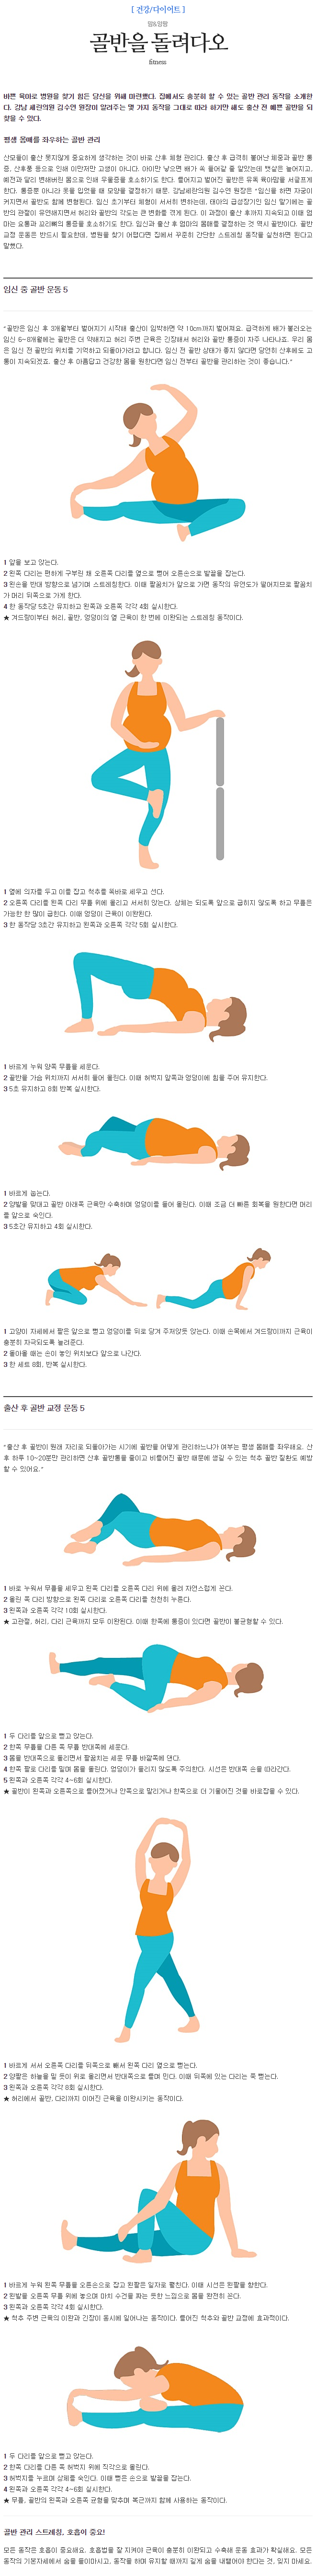 [ 건강/다이어트 ]
맘&앙팡
골반을 돌려다오
fitness
바쁜 육아로 병원을 찾기 힘든 당신을 위해 마련했다. 집에서도 충분히 할 수 있는 골반 관리 동작을 소개한
다. 강남 세란의원 김수연 원장이 알려주는 몇 가지 동작을 그대로 따라 하기만 해도 출산 전 예쁜 골반을 되
찾을 수 있다.
평생 몸매를 좌우하는 골반 관리
산모들이 출산 못지않게 중요하게 생각하는 것이 바로 산후 체형 관리다. 출산 후 급격히 불어난 체중과 골반 통
증, 산후풍 등으로 인해 이만저만 고생이 아니다. 아이만 낳으면 배가 쏙 들어갈 줄 알았는데 뱃살은 늘어지고,
예전과 달리 변해버린 몸으로 인해 우울증을 호소하기도 한다. 틀어지고 벌어진 골반은 유독 육아맘을 서글프게
한다. 통증뿐 아니라 옷을 입었을 때 옷맵시를 결정하기 때문. 강남세란의원 김수연 원장은 "임신을 하면 자궁이
커지면서 골반도 함께 변형된다. 임신 초기부터 체형이 서서히 변하는데, 태아의 급성장기인 임신 말기에는 골
반의 관절이 유연해지면서 허리와 골반의 각도는 큰 변화를 겪게 된다. 이 과정이 출산 후까지 지속되고 이때 엄
마는 요통과 꼬리뼈의 통증을 호소하기도 한다. 임신과 출산 후 엄마의 몸매를 결정하는 것 역시 골반이다. 골반
교정 운동은 반드시 필요한데, 병원을 찾기 어렵다면 집에서 꾸준히 간단한 스트레칭 동작을 실천하면 된다고
말했다.
임신 중 골반 운동 5
"골반은 임신 후 3개월부터 벌어지기 시작해 출산이 임박하면 약 10cm까지 벌어져요. 급격하게 배가 불러오는
임신 6~8개월에는 골반은 더 약해지고 허리 주변 근육은 긴장해서 허리와 골반 통증이 자주 나타나죠. 우리 몸
은 임신 전 골반의 위치를 기억하고 되돌아가려고 합니다. 임신 전 골반 상태가 좋지 않다면 당연히 산후에도 고
통이 지속되겠죠. 출산 후 아름답고 건강한 몸을 원한다면 임신 전부터 골반을 관리하는 것이 좋습니다."
1 앞을 보고 앉는다.
2 왼쪽 다리는 편하게 구부린 채 오른쪽 다리를 옆으로 뻗어 오른손으로 발끝을 잡는다.
3 왼손을 반대 방향으로 넘기며 스트레칭한다. 이때 팔꿈치가 앞으로 가면 동작의 유연도가 떨어지므로 팔꿈치
가 머리 뒤쪽으로 가게 한다.
4 한 동작당 5초간 유지하고 왼쪽과 오른쪽 각각 4회 실시한다.
★ 겨드랑이부터 허리, 골반, 엉덩이의 옆 근육이 한 번에 이완되는 스트레칭 동작이다.
1 옆에 의자를 두고 이를 잡고 척추를 똑바로 세우고 선다.
2 오른쪽 다리를 왼쪽 다리 무릎 위에 올리고 서서히 앉는다. 상체는 되도록 앞으로 굽히지 않도록 하고 무릎은
가능한 한 많이 굽힌다. 이때 엉덩이 근육이 이완된다.
3 한 동작당 3초간 유지하고 왼쪽과 오른쪽 각각 5회 실시한다.
1 바르게 누워 양쪽 무릎을 세운다.
2 골반을 가슴 위치까지 서서히 들어 올린다. 이때 허벅지 앞쪽과 엉덩이에 힘을 주어 유지한다.
3 5초 유지하고 8회 반복 실시한다.
1 바르게 눕는다.
2 양발을 맞대고 골반 아래쪽 근육만 수축하며 엉덩이를 들어 올린다. 이때 조금 더 빠른 회복을 원한다면 머리
를 앞으로 숙인다.
3 5초간 유지하고 4회 실시한다.
1 고양이 자세에서 팔은 앞으로 뻗고 엉덩이를 뒤로 당겨 주저앉듯 앉는다. 이때 손목에서 겨드랑이까지 근육이
충분히 자극되도록 늘려준다.
2 돌아올 때는 손이 놓인 위치보다 앞으로 나간다.
3 한 세트 8회, 반복 실시한다.
출산 후 골반 교정 운동 5
"출산 후 골반이 원래 자리로 되돌아가는 시기에 골반을 어떻게 관리하느냐가 여부는 평생 몸매를 좌우해요. 산
후 하루 10~20분만 관리하면 산후 골반통을 줄이고 비틀어진 골반 때문에 생길 수 있는 척추 골반 질환도 예방
할 수 있어요."
1 바로 누워서 무릎을 세우고 왼쪽 다리를 오른쪽 다리 위에 올려 자연스럽게 꼰다.
2 올린 쪽 다리 방향으로 왼쪽 다리로 오른쪽 다리를 천천히 누른다.
3 왼쪽과 오른쪽 각각 10회 실시한다.
★ 고관절, 허리, 다리 근육까지 모두 이완된다. 이때 한쪽에 통증이 있다면 골반이 불균형할 수 있다.
1 두 다리를 앞으로 뻗고 앉는다.
2 한쪽 무릎을 다른 쪽 무릎 반대쪽에 세운다.
3 몸을 반대쪽으로 돌리면서 팔꿈치는 세운 무릎 바깥쪽에 댄다.
4 한쪽 팔로 다리를 밀며 몸을 돌린다. 엉덩이가 들리지 않도록 주의한다. 시선은 반대쪽 손을 따라간다.
5 왼쪽과 오른쪽 각각 4~6회 실시한다.
★ 골반이 왼쪽과 오른쪽으로 틀어졌거나 안쪽으로 말리거나 한쪽으로 더 기울어진 것을 바로잡을 수 있다.
1 바르게 서서 오른쪽 다리를 뒤쪽으로 빼서 왼쪽 다리 옆으로 뻗는다.
2 양팔은 하늘을 밀 듯이 위로 올리면서 반대쪽으로 틀며 민다. 이때 뒤쪽에 있는 다리는 쭉 뻗는다.
3 왼쪽과 오른쪽 각각 8회 실시한다.
★ 허리에서 골반, 다리까지 이어진 근육을 이완시키는 동작이다.
1 바르게 누워 왼쪽 무릎을 오른손으로 잡고 왼팔은 일자로 펼친다. 이때 시선은 왼팔을 향한다.
2 왼발을 오른쪽 무릎 위에 놓으며 마치 수건을 짜는 듯한 느낌으로 몸을 완전히 꼰다.
3 왼쪽과 오른쪽 각각 4회 실시한다.
★ 척추 주변 근육의 이완과 긴장이 동시에 일어나는 동작이다. 틀어진 척추와 골반 교정에 효과적이다.
1 두 다리를 앞으로 뻗고 앉는다.
2 한쪽 다리를 다른 쪽 허벅지 위에 직각으로 올린다.
3 허벅지를 누르며 상체를 숙인다. 이때 뻗은 손으로 발끝을 잡는다.
4 왼쪽과 오른쪽 각각 4~6회 실시한다.
★ 무릎, 골반의 왼쪽과 오른쪽 균형을 맞추며 복근까지 함께 사용하는 동작이다.
골반 관리 스트레칭, 호흡이 중요!
모든 동작은 호흡이 중요해요. 호흡법을 잘 지켜야 근육이 충분히 이완되고 수축해 운동 효과가 확실해요. 모든
동작의 기본자세에서 숨을 들이마시고, 동작을 하며 유지할 때까지 길게 숨을 내뱉어야 한다는 것, 잊지 마세요.